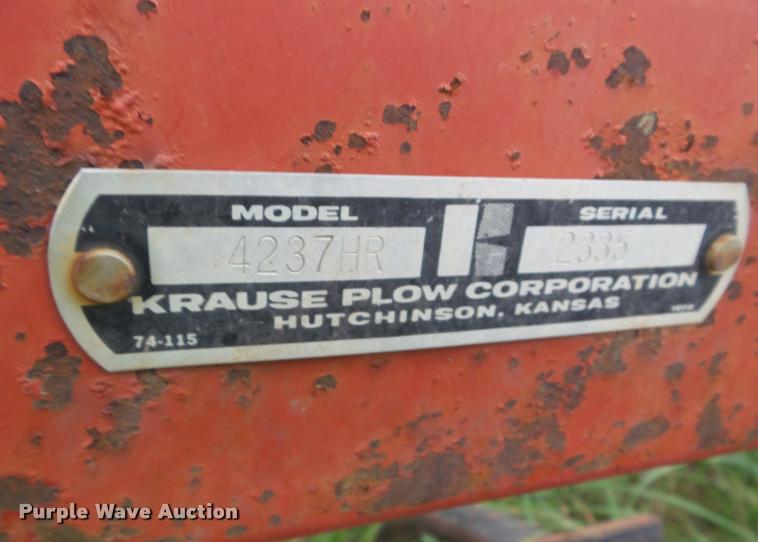 MODEL SERIAL
4237HR 2335
KRAUSE PLOW CORPORATION
HUTCHINSON, KANSAS
74-115
Purple Wave Auction